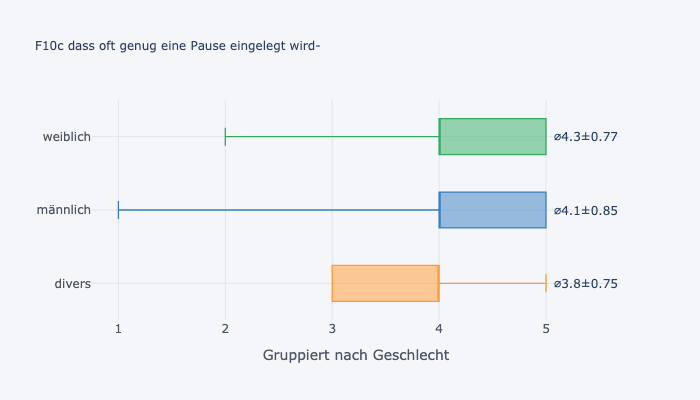 F10c dass oft genug eine Pause eingelegt wird-
weiblich
⌀4.3±0.77
männlich
⌀4.1±0.85
divers
⌀3.8±0.75
1 2 3 4 5
Gruppiert nach Geschlecht